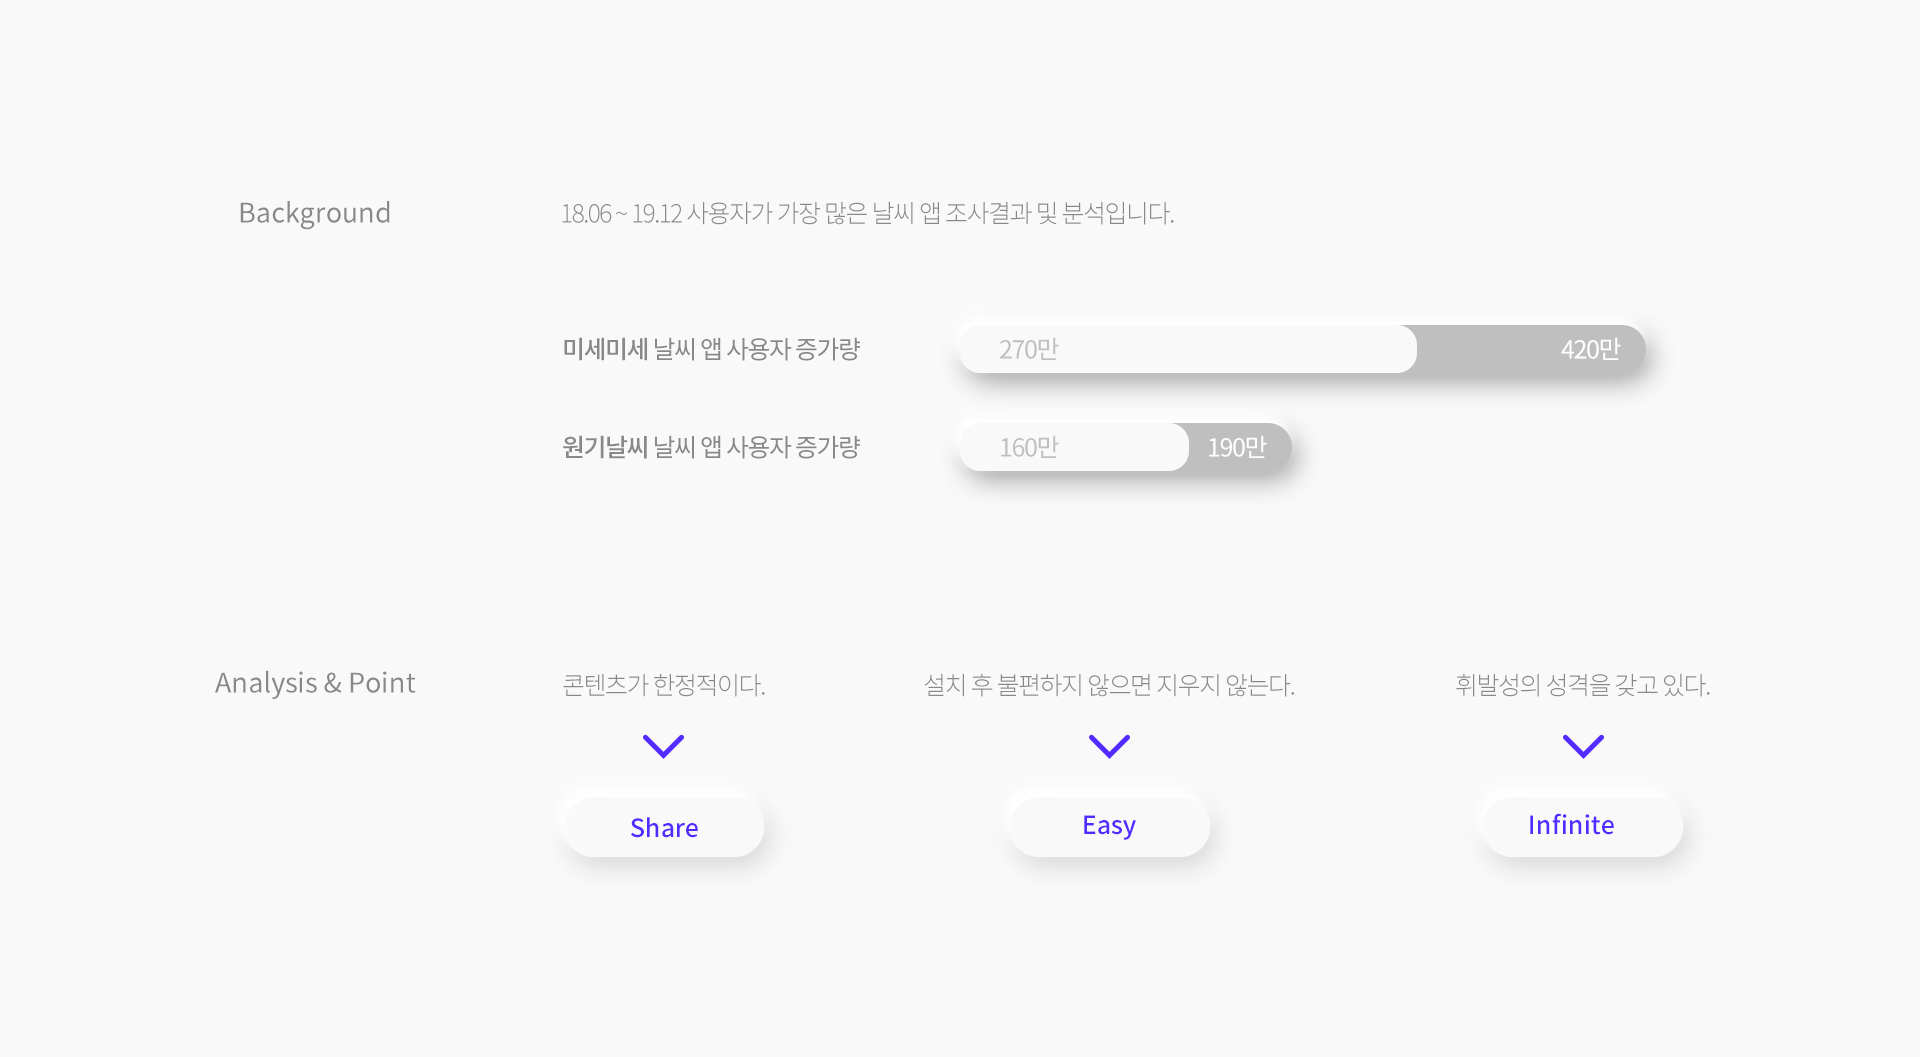 Background
18.06 ~ 19.12 사용자가 가장 많은 날씨 앱 조사결과 및 분석입니다.
미세미세 날씨 앱 사용자 증가량
270만
420만
원기날씨 날씨 앱 사용자 증가량
160만
190만
Analysis & Point
콘텐츠가 한정적이다.
설치 후 불편하지 않으면 지우지 않는다.
휘발성의 성격을 갖고 있다.
Share
Easy
Infinite